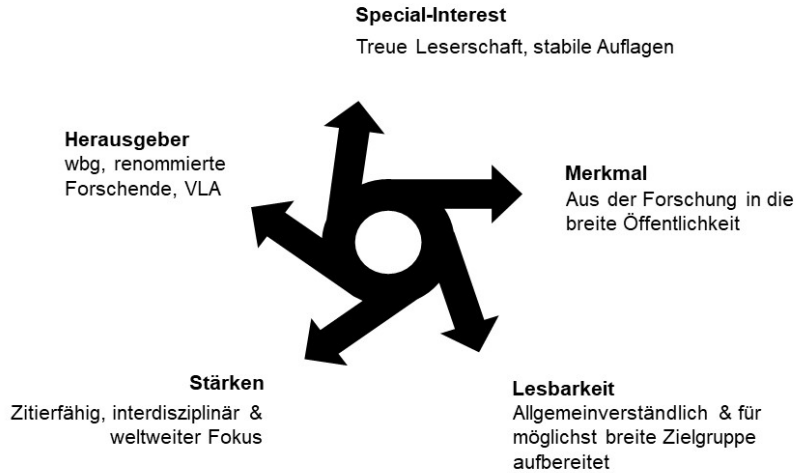 Special-Interest
Treue Leserschaft, stabile Auflagen
Herausgeber
wbg, renommierte
Forschende, VLA
Merkmal
Aus der Forschung in die
breite Öffentlichkeit
Stärken
Zitierfähig, interdisziplinär &
weltweiter Fokus
Lesbarkeit
Allgemeinverständlich & für
möglichst breite Zielgruppe
aufbereitet